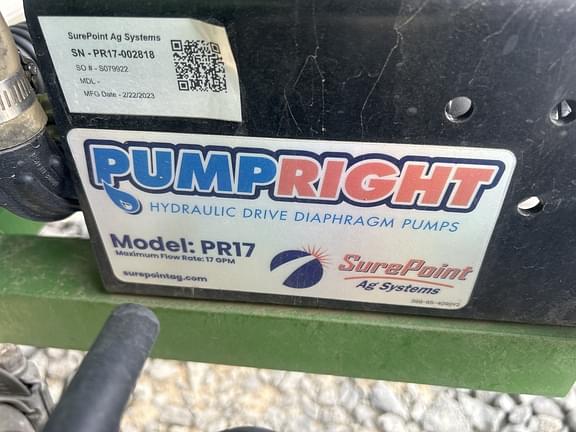 SurePoint Ag Systems
SN - PR17-002818
SO # - S079922
MDL -
MFG Date - 2/22/2023
PUMPRIGHT
HYDRAULIC DRIVE DIAPHRAGM PUMPS
Model: PR17
Maximum Flow Rate: 17 GPM
surepointag.com
SurePoint
Ag Systems